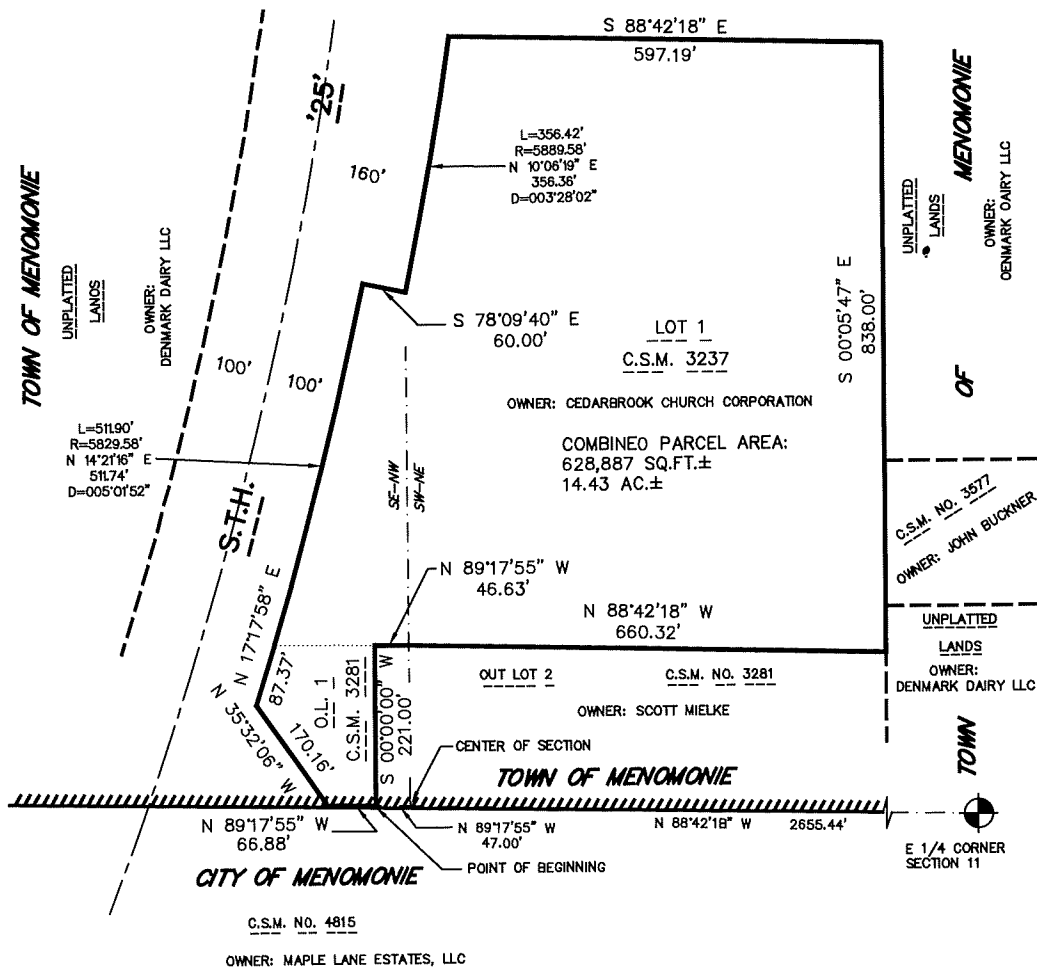 S 88°42'18" E
597.19'
'25'
160'
L=356.42'
R=5889.58'
N 10°06'19" E
356.36'
D=003°28'02"
TOWN OF MENOMONIE
UNPLATTED
LANOS
OWNER:
DENMARK DAIRY LLC
MENOMONIE
UNPLATTED
LANDS
OWNER:
OENMARK DAIRY LLC
S 00°05'47" E
838.00'
S 78°09'40" E
60.00'
LOT 1
C.S.M. 3237
OWNER: CEDARBROOK CHURCH CORPORATION
COMBINEO PARCEL AREA:
628,887 SQ.FT.±
14.43 AC.±
100'
100'
OF
L=511.90'
R=5829.58'
N 14°21'16" E
511.74'
D=005°01'52"
SE-NW
SW-NE
S.T.H.
C.S.M. NO. 3577
OWNER: JOHN BUCKNER
N 89°17'55" W
46.63'
N 88°42'18" W
660.32'
N 17°17'58" E
87.37'
UNPLATTED
LANDS
OWNER:
DENMARK DAIRY LLC
O.L. 1
C.S.M. 3281
S 00°00'00" W
221.00'
OUT LOT 2
C.S.M. NO. 3281
OWNER: SCOTT MIELKE
N 35°32'06" W
170.16'
CENTER OF SECTION
TOWN OF MENOMONIE
TOWN
N 89°17'55" W
66.88'
N 89°17'55" W
47.00'
N 88°42'18" W 2655.44'
E 1/4 CORNER
SECTION 11
POINT OF BEGINNING
CITY OF MENOMONIE
C.S.M. NO. 4815
OWNER: MAPLE LANE ESTATES, LLC